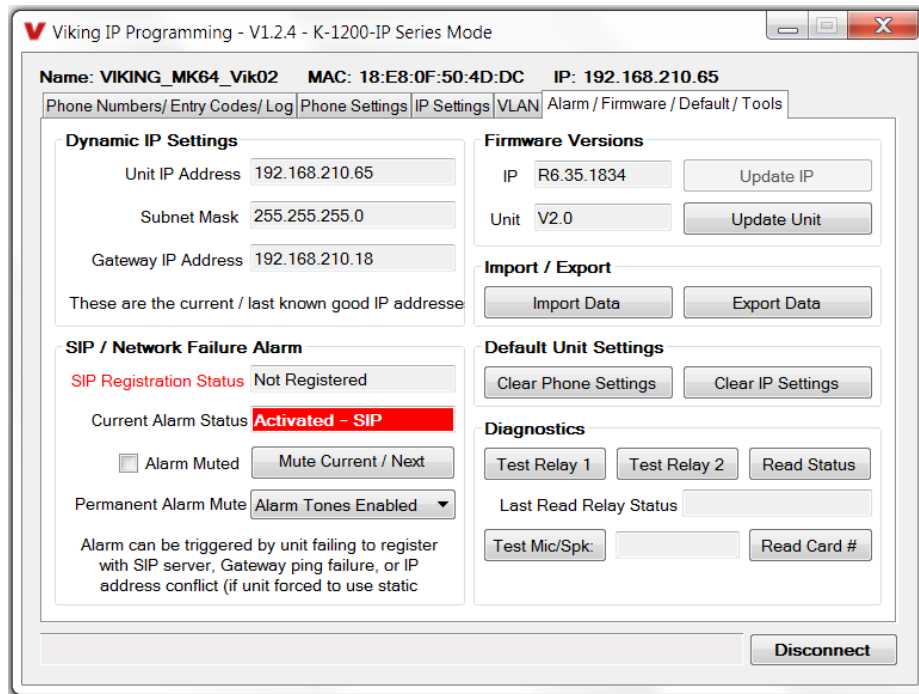 Viking IP Programming - V1.2.4 - K-1200-IP Series Mode
Name: VIKING_MK64_Vik02 MAC: 18:E8:0F:50:4D:DC IP: 192.168.210.65
Phone Numbers/ Entry Codes/ Log Phone Settings IP Settings VLAN Alarm / Firmware / Default / Tools
Dynamic IP Settings
Unit IP Address 192.168.210.65
Subnet Mask 255.255.255.0
Gateway IP Address 192.168.210.18
These are the current / last known good IP addresse
SIP / Network Failure Alarm
SIP Registration Status Not Registered
Current Alarm Status Activated - SIP
Alarm Muted Mute Current / Next
Permanent Alarm Mute Alarm Tones Enabled
Alarm can be triggered by unit failing to register
with SIP server, Gateway ping failure, or IP
address conflict (if unit forced to use static
Firmware Versions
IP R6.35.1834 Update IP
Unit V2.0 Update Unit
Import / Export
Import Data Export Data
Default Unit Settings
Clear Phone Settings Clear IP Settings
Diagnostics
Test Relay 1 Test Relay 2 Read Status
Last Read Relay Status
Test Mic/Spk: Read Card #
Disconnect